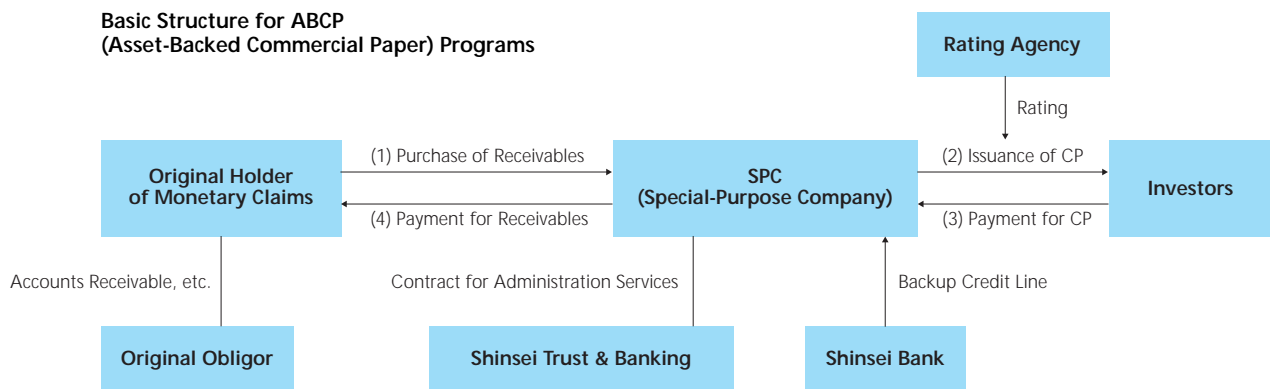 Basic Structure for ABCP
(Asset-Backed Commercial Paper) Programs
Rating Agency
Rating
Original Holder
of Monetary Claims
(1) Purchase of Receivables
(4) Payment for Receivables
SPC
(Special-Purpose Company)
(2) Issuance of CP
(3) Payment for CP
Investors
Accounts Receivable, etc.
Contract for Administration Services
Backup Credit Line
Original Obligor
Shinsei Trust & Banking
Shinsei Bank